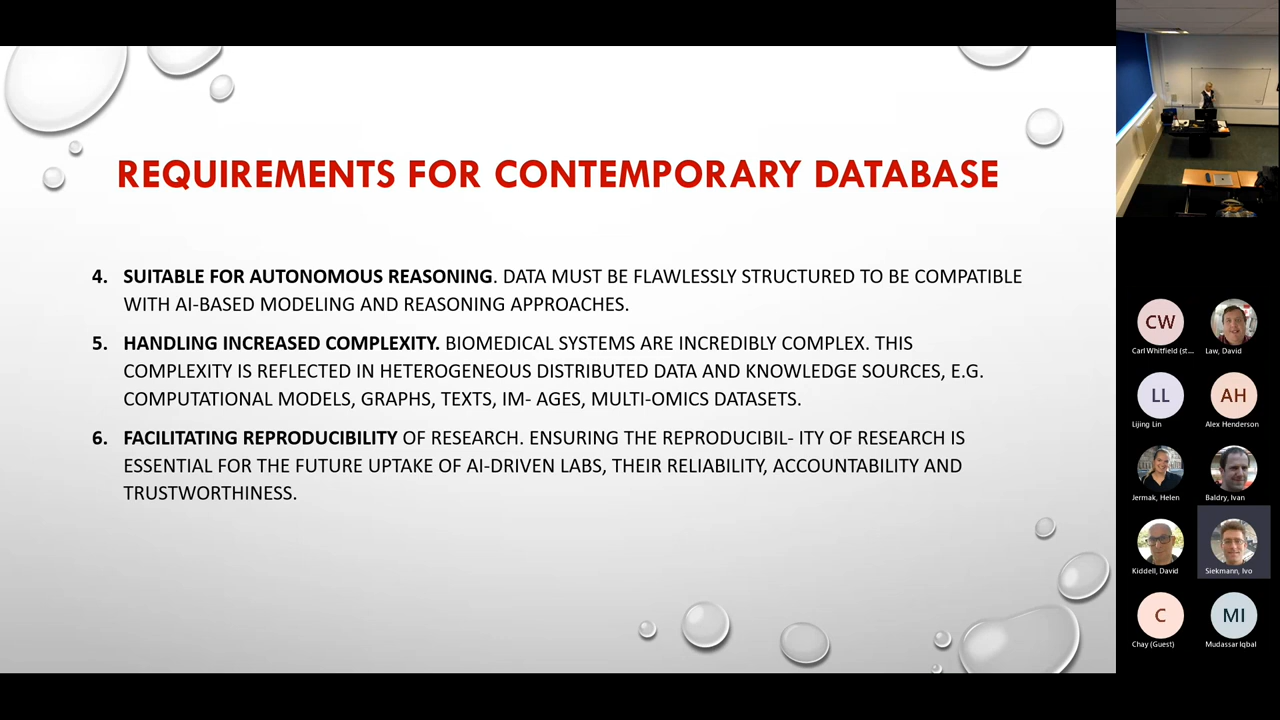 REQUIREMENTS FOR CONTEMPORARY DATABASE
4. SUITABLE FOR AUTONOMOUS REASONING. DATA MUST BE FLAWLESSLY STRUCTURED TO BE COMPATIBLE
WITH AI-BASED MODELING AND REASONING APPROACHES.
5. HANDLING INCREASED COMPLEXITY. BIOMEDICAL SYSTEMS ARE INCREDIBLY COMPLEX. THIS
COMPLEXITY IS REFLECTED IN HETEROGENEOUS DISTRIBUTED DATA AND KNOWLEDGE SOURCES, E.G.
COMPUTATIONAL MODELS, GRAPHS, TEXTS, IM- AGES, MULTI-OMICS DATASETS.
6. FACILITATING REPRODUCIBILITY OF RESEARCH. ENSURING THE REPRODUCIBIL- ITY OF RESEARCH IS
ESSENTIAL FOR THE FUTURE UPTAKE OF AI-DRIVEN LABS, THEIR RELIABILITY, ACCOUNTABILITY AND
TRUSTWORTHINESS.
CW
Carl Whitfield (st...
Law, David
LL
AH
Lijing Lin
Alex Henderson
Jermak, Helen
Baldry, Ivan
Kiddell, David
Siekmann, Ivo
C
MI
Chay (Guest)
Mudassar Iqbal